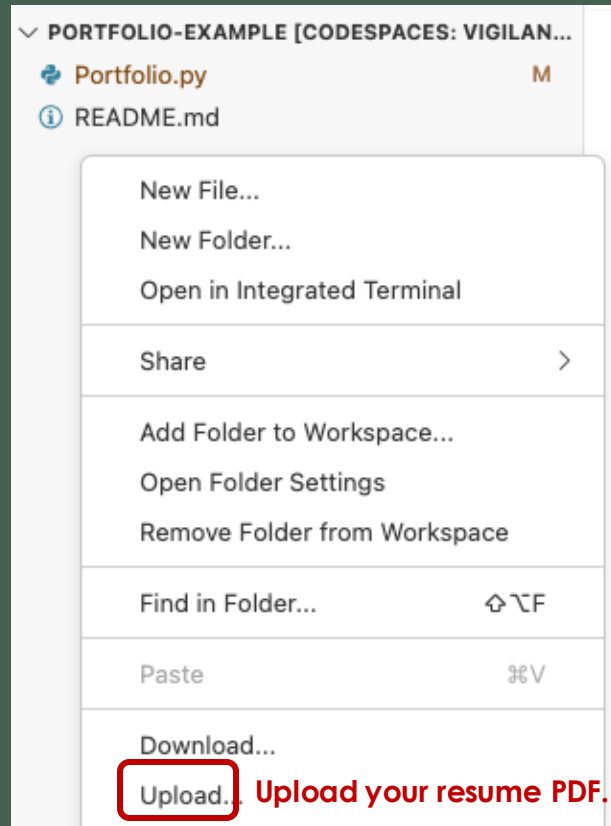 PORTFOLIO-EXAMPLE [CODESPACES: VIGILAN...
Portfolio.py M
README.md
New File...
New Folder...
Open in Integrated Terminal
Share
Add Folder to Workspace...
Open Folder Settings
Remove Folder from Workspace
Find in Folder... ⇧⌥F
Paste ⌘V
Download...
Upload... Upload your resume PDF.